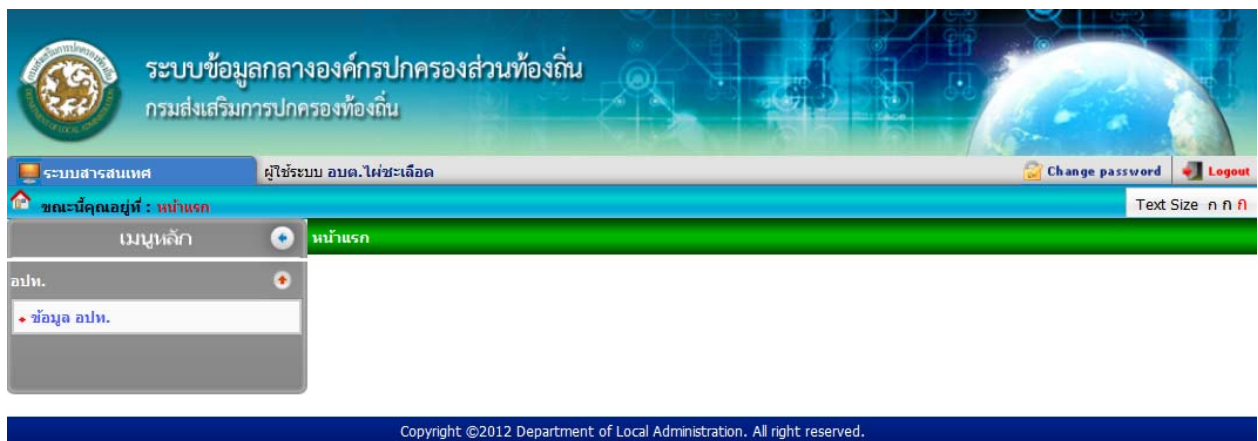 ระบบข้อมูลกลางองค์กรปกครองส่วนท้องถิ่น
กรมส่งเสริมการปกครองท้องถิ่น
ระบบสารสนเทศ
ผู้ใช้ระบบ อบต.ไผ่ชะเลือด
Change password
Logout
ขณะนี้คุณอยู่ที่ : หน้าแรก
Text Size ก ก ก
เมนูหลัก
หน้าแรก
อปท.
ข้อมูล อปท.
Copyright ©2012 Department of Local Administration. All right reserved.